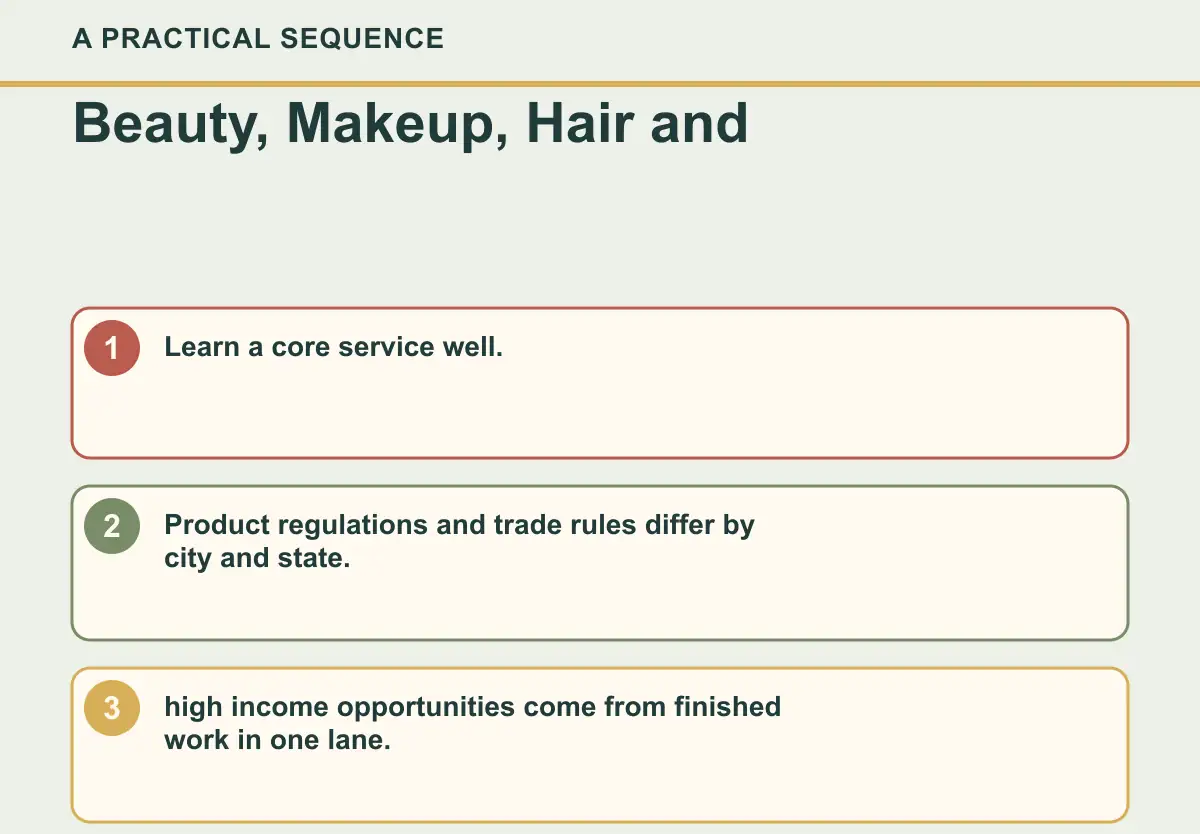 A PRACTICAL SEQUENCE
Beauty, Makeup, Hair and
1
Learn a core service well.
2
Product regulations and trade rules differ by
city and state.
3
high income opportunities come from finished
work in one lane.